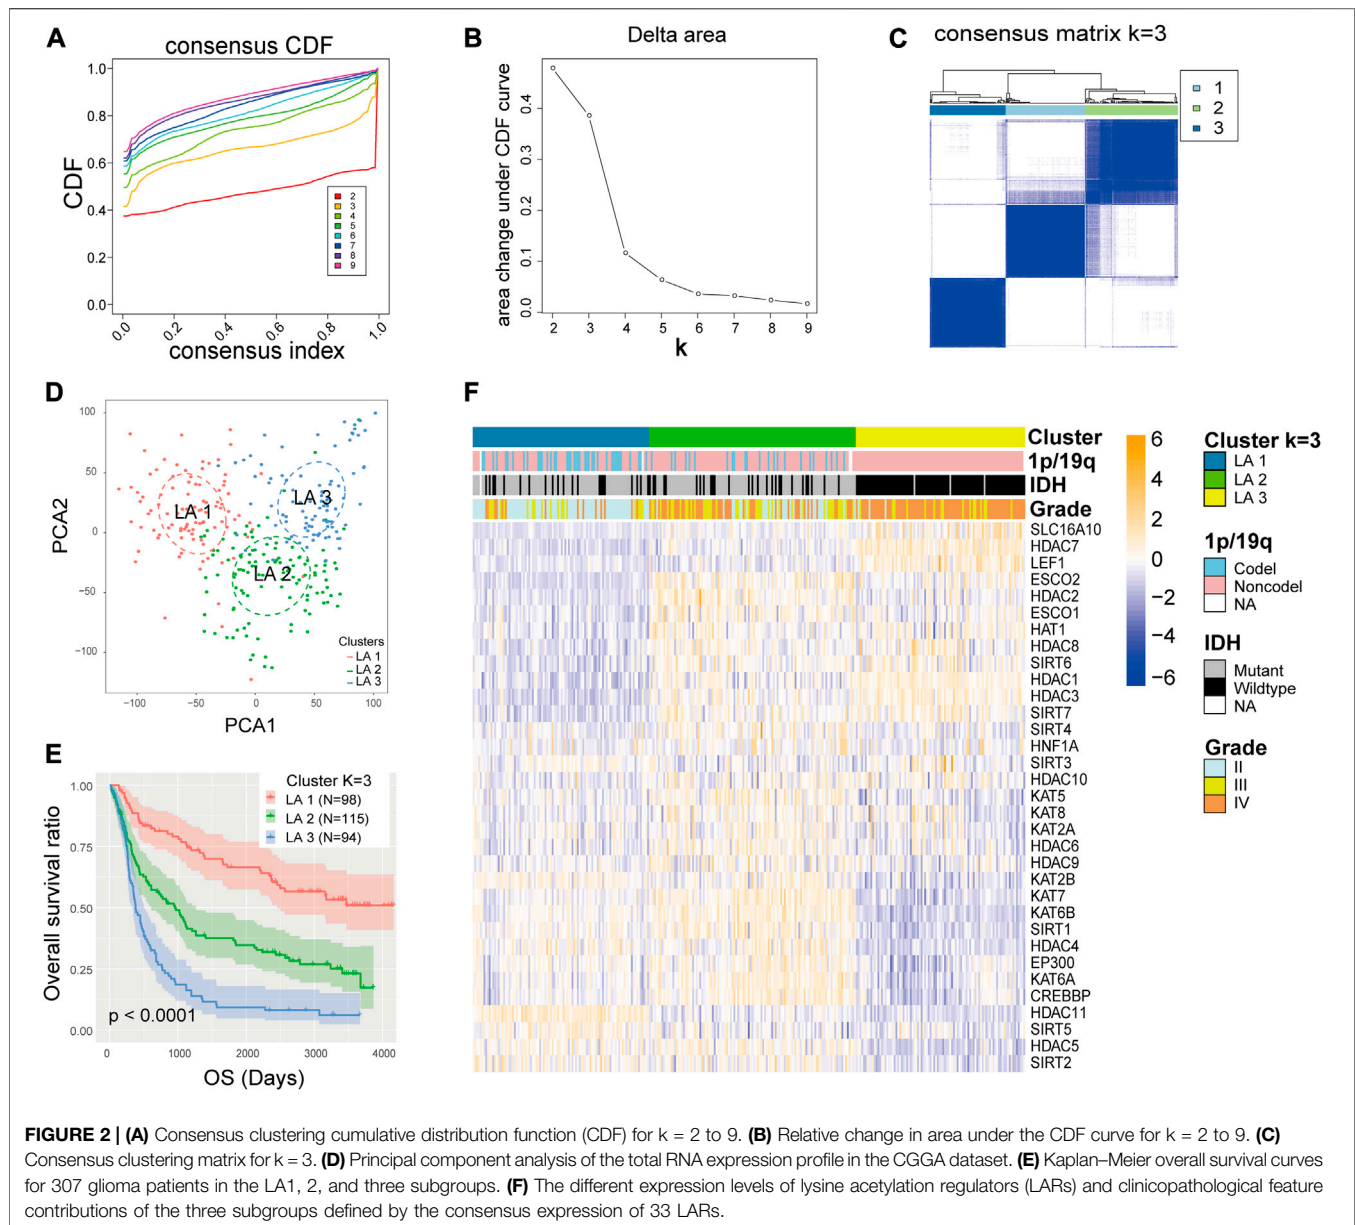 A
consensus CDF
CDF
1.0
0.8
0.6
0.4
0.2
0.0
0.0
0.2
0.4
0.6
0.8
1.0
consensus index
2
3
4
5
6
7
8
9
B
Delta area
area change under CDF curve
0.4
0.3
0.2
0.1
0.0
2 3 4 5 6 7 8 9
k
C
consensus matrix k=3
1
2
3
D
PCA2
100
50
0
−50
−100
LA 1
LA 3
LA 2
Clusters
LA 1
LA 2
LA 3
−100 −50 0 50 100
PCA1
E
Overall survival ratio
1.00
0.75
0.50
0.25
0.00
Cluster K=3
LA 1 (N=98)
LA 2 (N=115)
LA 3 (N=94)
p < 0.0001
0 1000 2000 3000 4000
OS (Days)
F
Cluster
1p/19q
IDH
Grade
SLC16A10
HDAC7
LEF1
ESCO2
HDAC2
ESCO1
HAT1
HDAC8
SIRT6
HDAC1
HDAC3
SIRT7
SIRT4
HNF1A
SIRT3
HDAC10
KAT5
KAT8
KAT2A
HDAC6
HDAC9
KAT2B
KAT7
KAT6B
SIRT1
HDAC4
EP300
KAT6A
CREBBP
HDAC11
SIRT5
HDAC5
SIRT2
6
4
2
0
−2
−4
−6
Cluster k=3
LA 1
LA 2
LA 3
1p/19q
Codel
Noncodel
NA
IDH
Mutant
Wildtype
NA
Grade
II
III
IV
FIGURE 2 | (A) Consensus clustering cumulative distribution function (CDF) for k = 2 to 9. (B) Relative change in area under the CDF curve for k = 2 to 9. (C)
Consensus clustering matrix for k = 3. (D) Principal component analysis of the total RNA expression profile in the CGGA dataset. (E) Kaplan–Meier overall survival curves
for 307 glioma patients in the LA1, 2, and three subgroups. (F) The different expression levels of lysine acetylation regulators (LARs) and clinicopathological feature
contributions of the three subgroups defined by the consensus expression of 33 LARs.